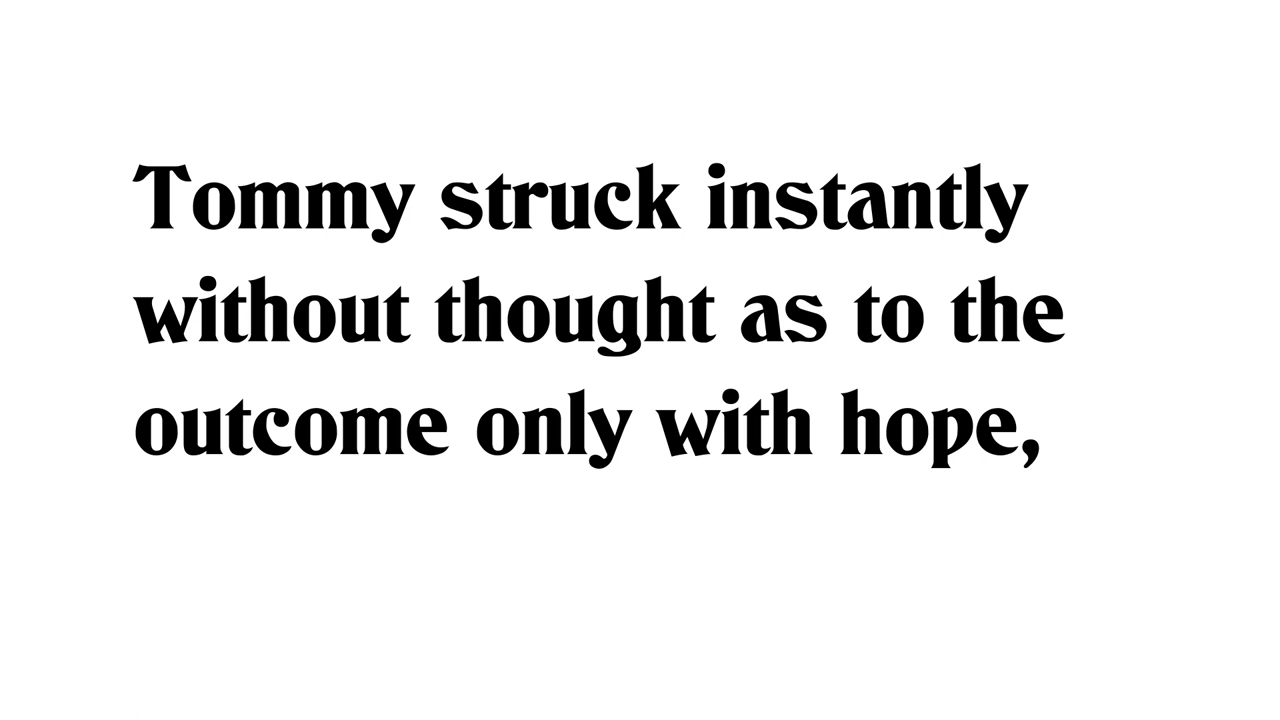 Tommy struck instantly
without thought as to the
outcome only with hope,